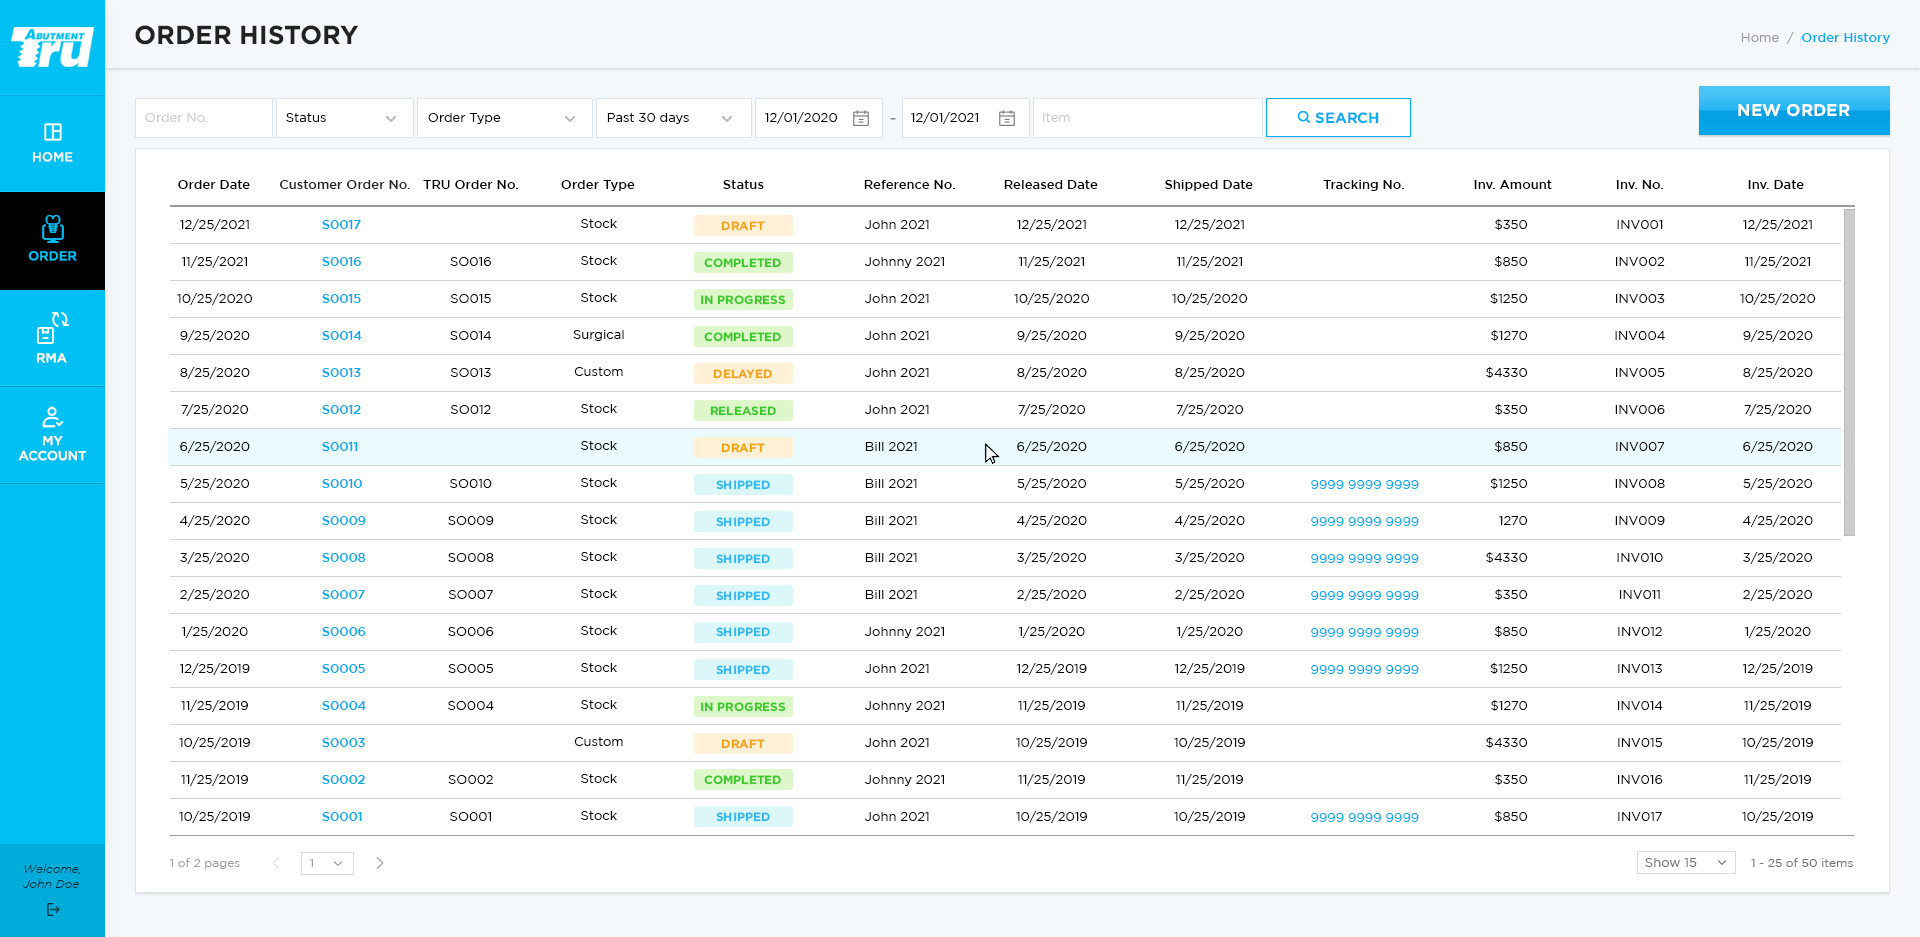 ABUTMENT
Tru
ORDER HISTORY
Home / Order History
HOME
ORDER
RMA
MY
ACCOUNT
Welcome,
John Doe
Order No. Status Order Type Past 30 days 12/01/2020 - 12/01/2021 Item SEARCH NEW ORDER
Order Date Customer Order No. TRU Order No. Order Type Status Reference No. Released Date Shipped Date Tracking No. Inv. Amount Inv. No. Inv. Date
12/25/2021 S0017 Stock DRAFT John 2021 12/25/2021 12/25/2021 $350 INV001 12/25/2021
11/25/2021 S0016 SO016 Stock COMPLETED Johnny 2021 11/25/2021 11/25/2021 $850 INV002 11/25/2021
10/25/2020 S0015 SO015 Stock IN PROGRESS John 2021 10/25/2020 10/25/2020 $1250 INV003 10/25/2020
9/25/2020 S0014 SO014 Surgical COMPLETED John 2021 9/25/2020 9/25/2020 $1270 INV004 9/25/2020
8/25/2020 S0013 SO013 Custom DELAYED John 2021 8/25/2020 8/25/2020 $4330 INV005 8/25/2020
7/25/2020 S0012 SO012 Stock RELEASED John 2021 7/25/2020 7/25/2020 $350 INV006 7/25/2020
6/25/2020 S0011 Stock DRAFT Bill 2021 6/25/2020 6/25/2020 $850 INV007 6/25/2020
5/25/2020 S0010 SO010 Stock SHIPPED Bill 2021 5/25/2020 5/25/2020 9999 9999 9999 $1250 INV008 5/25/2020
4/25/2020 S0009 SO009 Stock SHIPPED Bill 2021 4/25/2020 4/25/2020 9999 9999 9999 1270 INV009 4/25/2020
3/25/2020 S0008 SO008 Stock SHIPPED Bill 2021 3/25/2020 3/25/2020 9999 9999 9999 $4330 INV010 3/25/2020
2/25/2020 S0007 SO007 Stock SHIPPED Bill 2021 2/25/2020 2/25/2020 9999 9999 9999 $350 INV011 2/25/2020
1/25/2020 S0006 SO006 Stock SHIPPED Johnny 2021 1/25/2020 1/25/2020 9999 9999 9999 $850 INV012 1/25/2020
12/25/2019 S0005 SO005 Stock SHIPPED John 2021 12/25/2019 12/25/2019 9999 9999 9999 $1250 INV013 12/25/2019
11/25/2019 S0004 SO004 Stock IN PROGRESS Johnny 2021 11/25/2019 11/25/2019 $1270 INV014 11/25/2019
10/25/2019 S0003 Custom DRAFT John 2021 10/25/2019 10/25/2019 $4330 INV015 10/25/2019
11/25/2019 S0002 SO002 Stock COMPLETED Johnny 2021 11/25/2019 11/25/2019 $350 INV016 11/25/2019
10/25/2019 S0001 SO001 Stock SHIPPED John 2021 10/25/2019 10/25/2019 9999 9999 9999 $850 INV017 10/25/2019
1 of 2 pages 1 Show 15 1 - 25 of 50 items